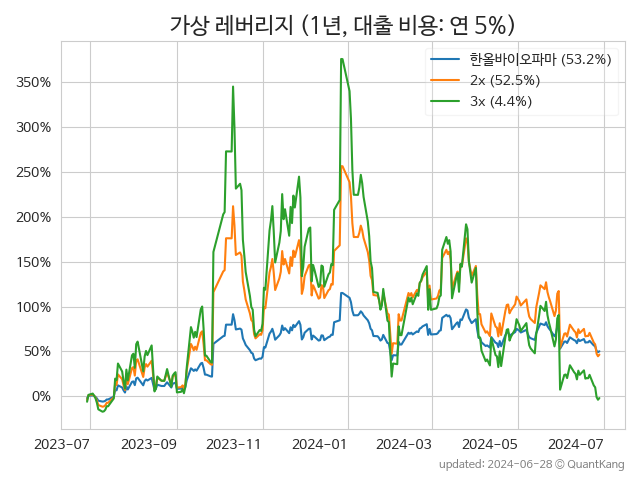 가상 레버리지 (1년, 대출 비용: 연 5%)
한올바이오파마 (53.2%)
2x (52.5%)
3x (4.4%)
350%
300%
250%
200%
150%
100%
50%
0%
2023-07 2023-09 2023-11 2024-01 2024-03 2024-05 2024-07
updated: 2024-06-28 © QuantKang